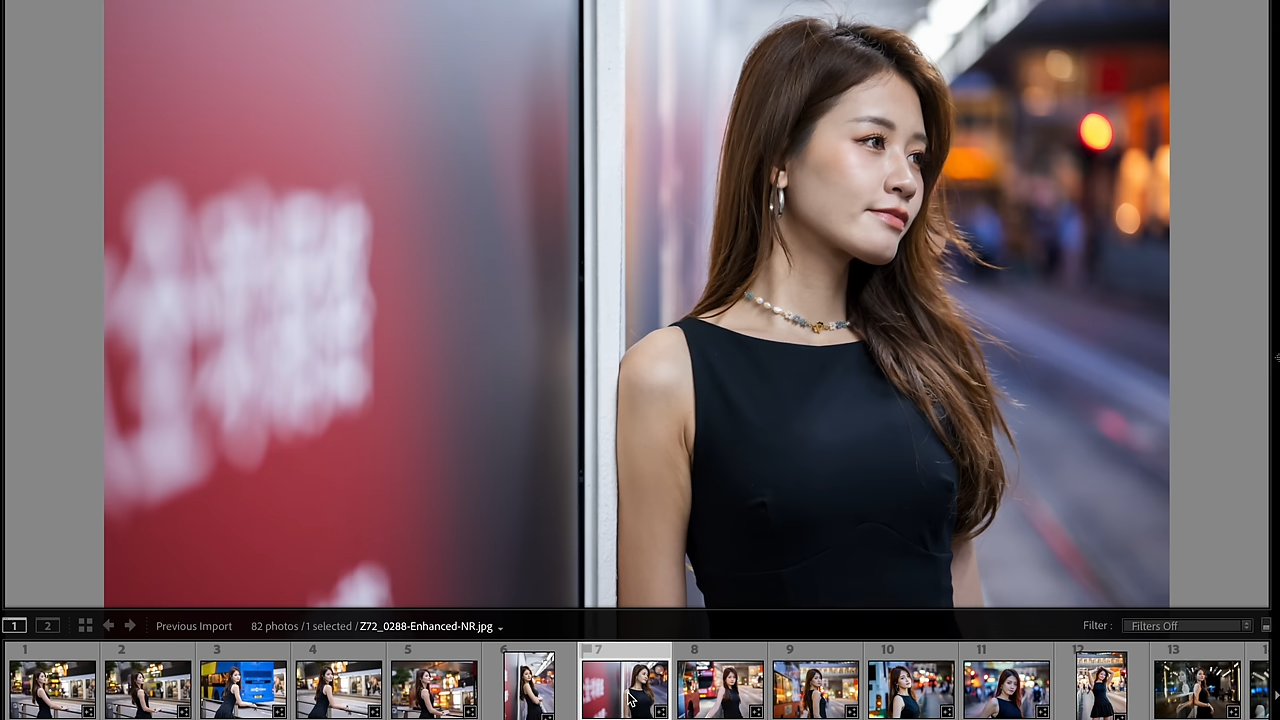 1 2 Previous Import 82 photos /1 selected /Z72_0288-Enhanced-NR.jpg Filter : Filters Off
1 2 3 4 5 6 7 8 9 10 11 12 13